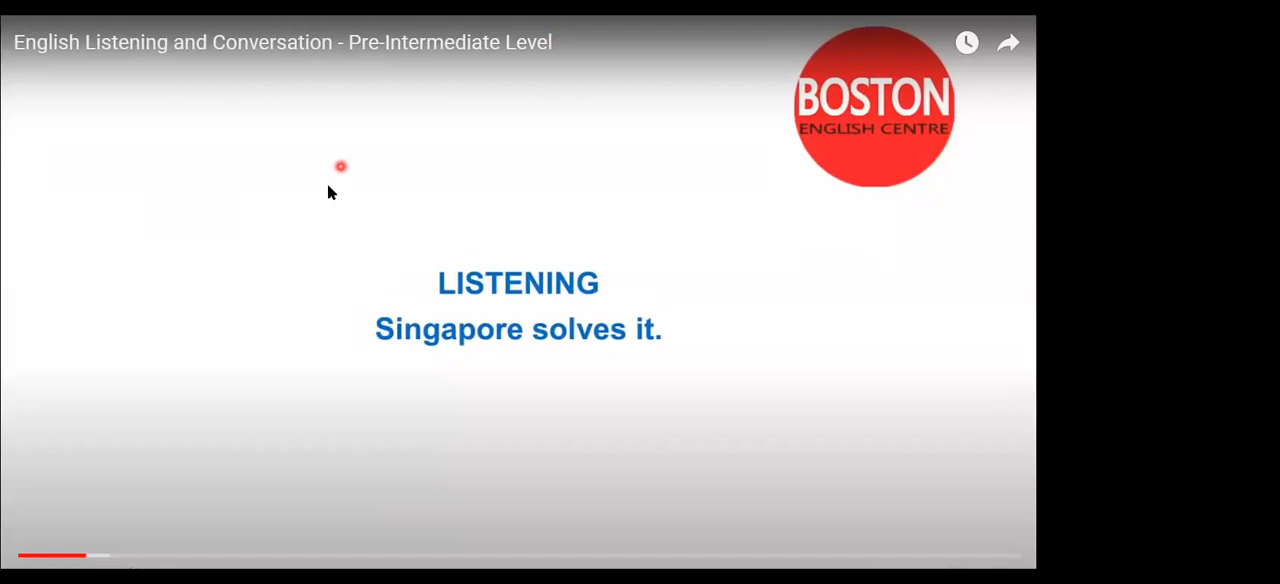 English Listening and Conversation - Pre-Intermediate Level
BOSTON
ENGLISH CENTRE
LISTENING
Singapore solves it.